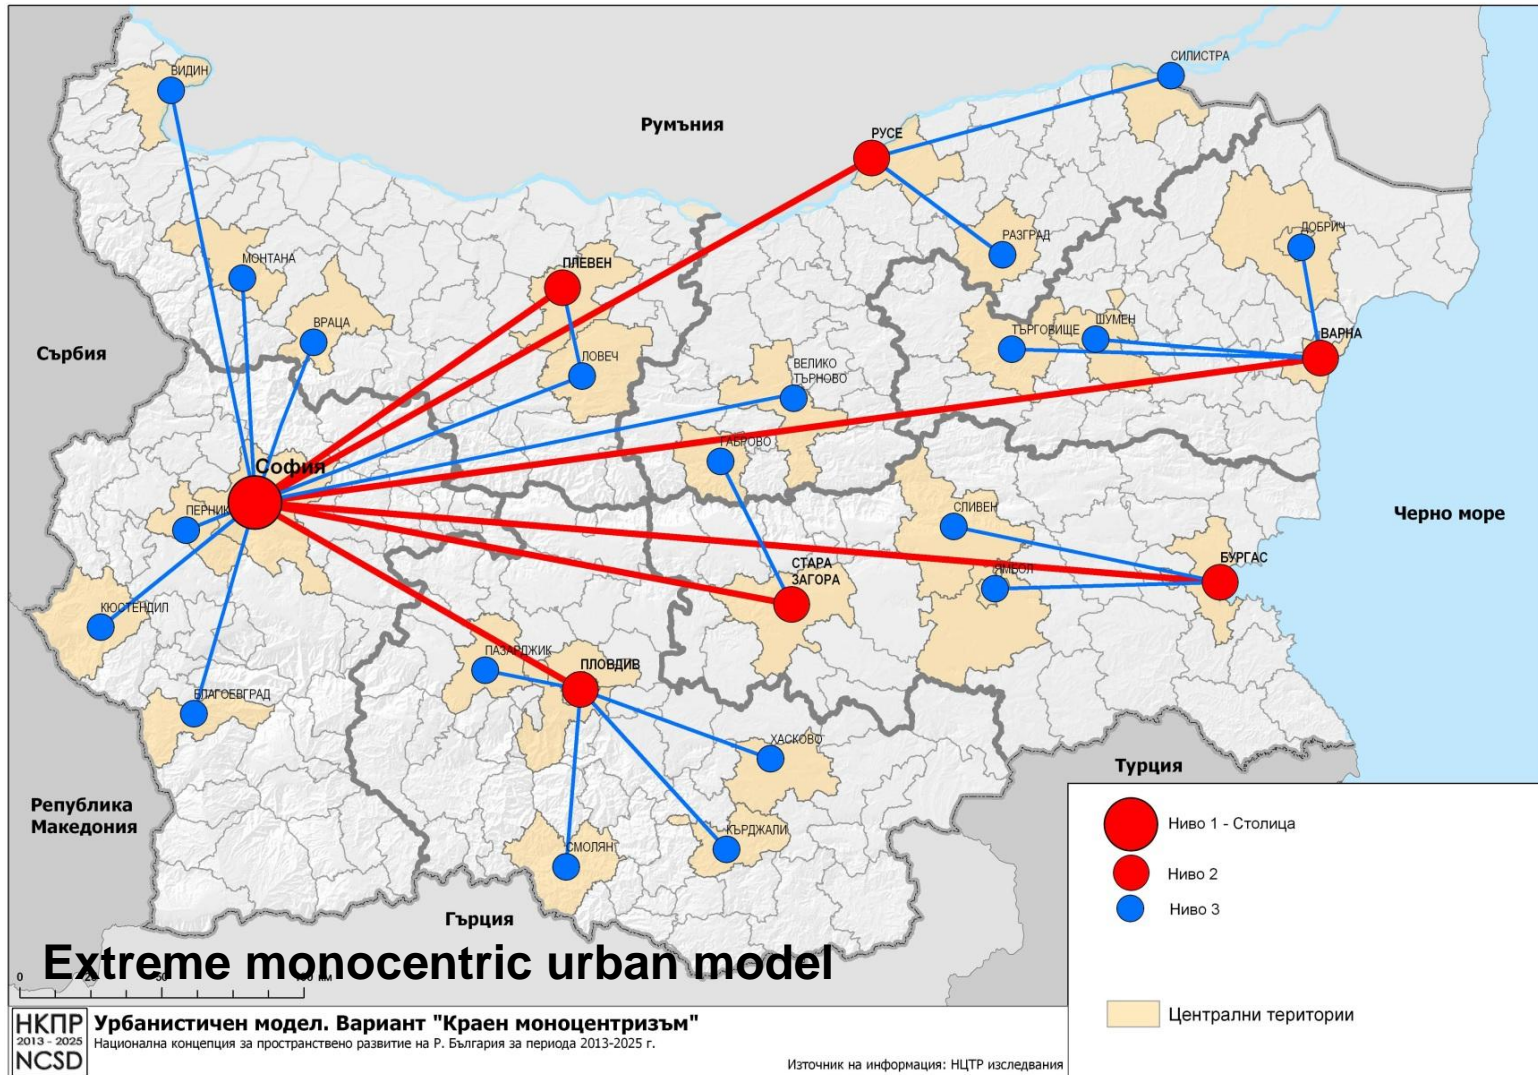 ВИДИН
СИЛИСТРА
Румъния
РУСЕ
ДОБРИЧ
РАЗГРАД
МОНТАНА
ПЛЕВЕН
ВРАЦА
ТЪРГОВИЩЕ
ШУМЕН
ВАРНА
Сърбия
ЛОВЕЧ
ВЕЛИКО
ТЪРНОВО
ГАБРОВО
София
ПЕРНИК
СЛИВЕН
Черно море
БУРГАС
СТАРА
ЗАГОРА
ЯМБОЛ
КЮСТЕНДИЛ
ПАЗАРДЖИК
ПЛОВДИВ
БЛАГОЕВГРАД
ХАСКОВО
Турция
Република
Македония
КЪРДЖАЛИ
СМОЛЯН
Гърция
Ниво 1 - Столица
Ниво 2
Ниво 3
Централни територии
Extreme monocentric urban model
0 км
НКПР
2013 - 2025
NCSD
Урбанистичен модел. Вариант "Краен моноцентризъм"
Национална концепция за пространствено развитие на Р. България за периода 2013-2025 г.
Източник на информация: НЦТР изследвания